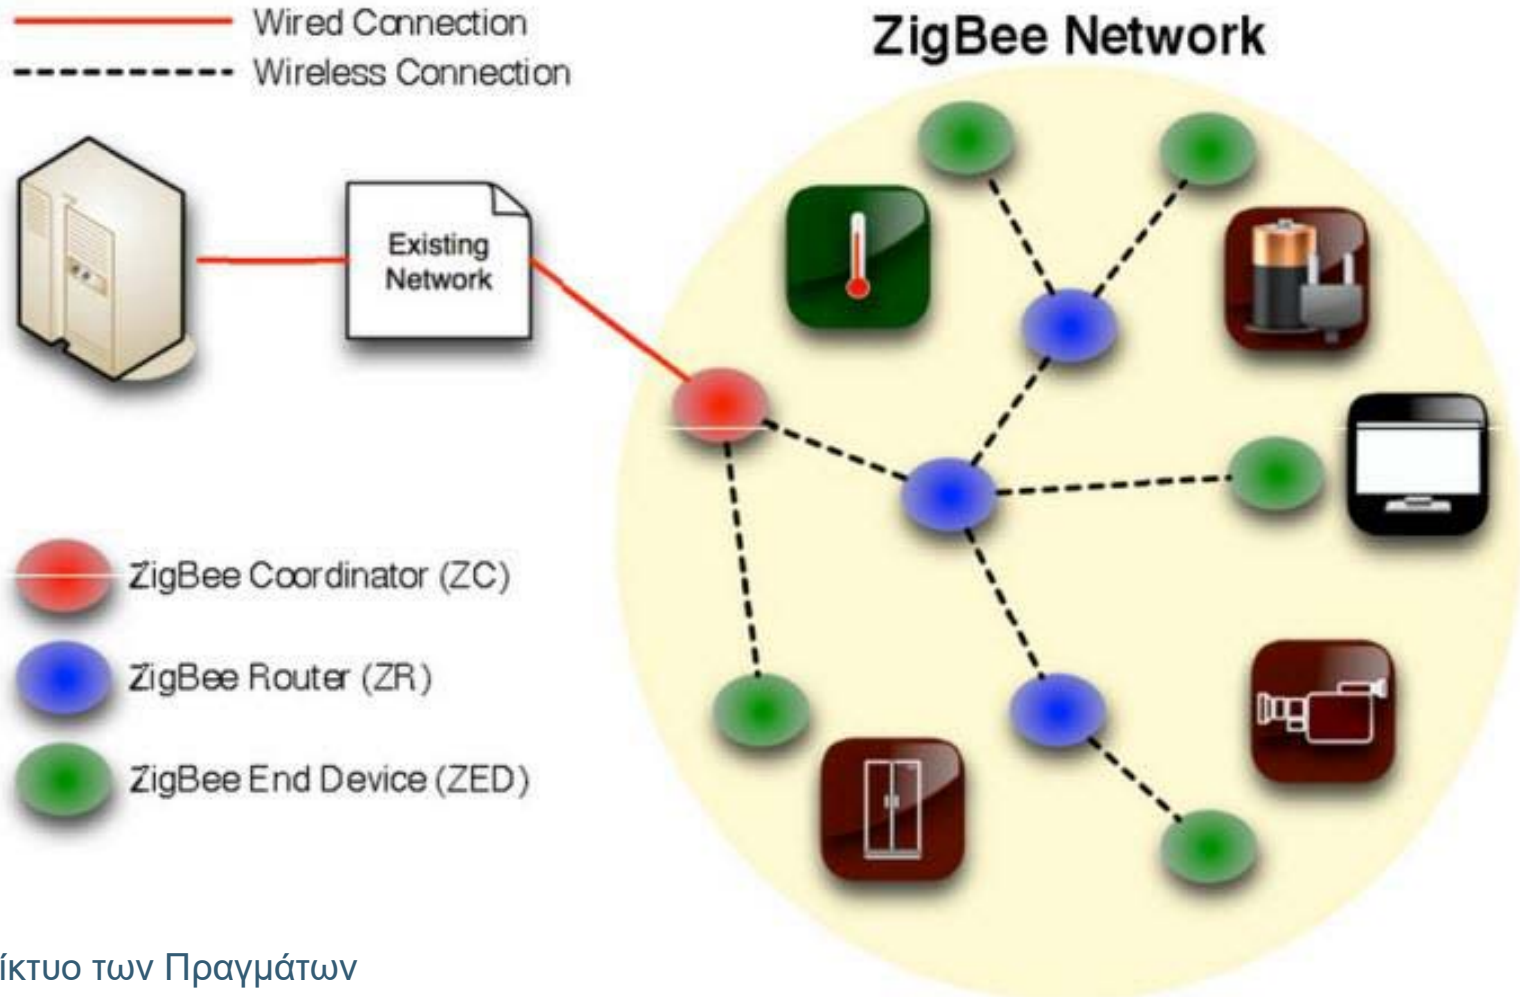 Wired Connection
Wireless Connection
ZigBee Network
Existing
Network
ZigBee Coordinator (ZC)
ZigBee Router (ZR)
ZigBee End Device (ZED)
ίκτυο των Πραγμάτων